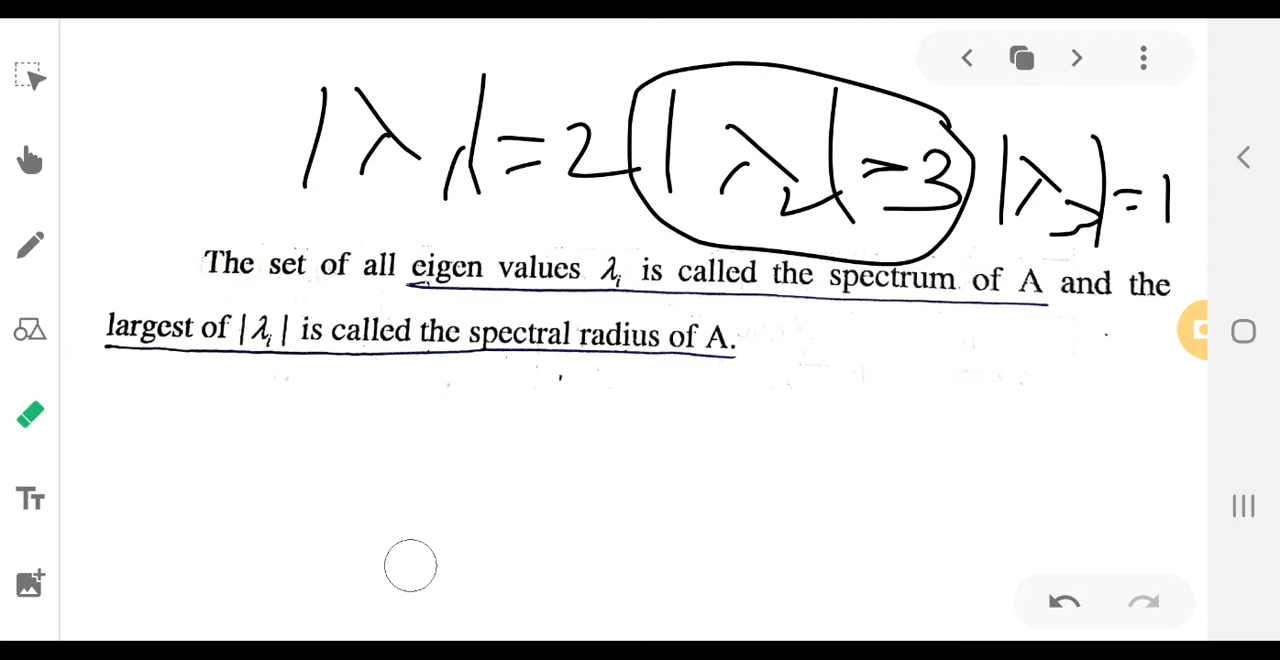 |λ₁|=2 |λ₂|=3 |λ₃|=1
The set of all eigen values λᵢ is called the spectrum of A and the
largest of |λᵢ| is called the spectral radius of A.
TT